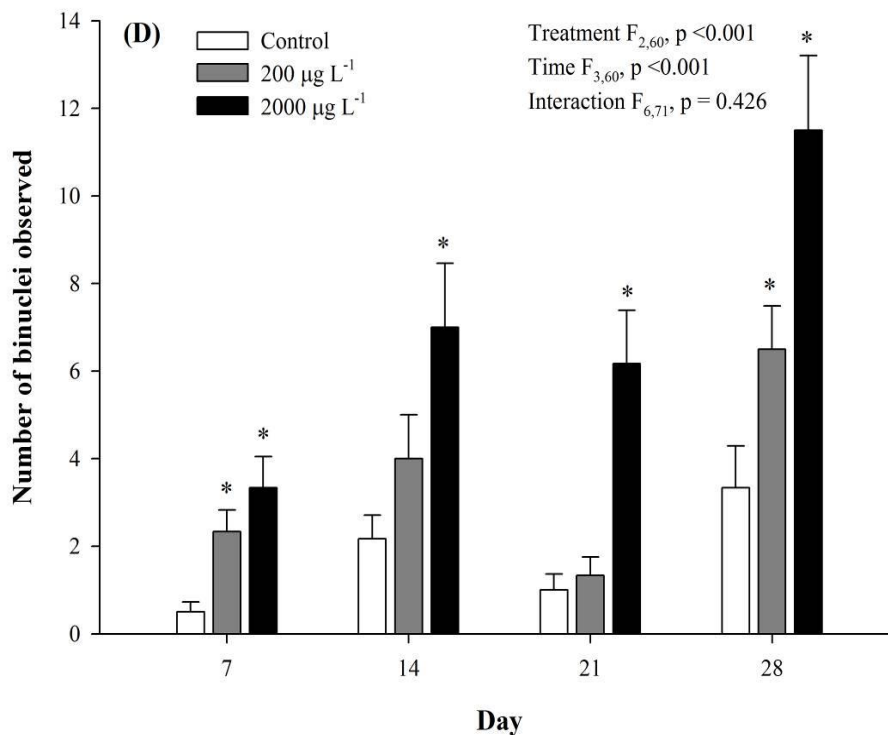 (D)
Control
200 μg L⁻¹
2000 μg L⁻¹
Treatment F₂,₆₀, p <0.001
Time F₃,₆₀, p <0.001
Interaction F₆,₇₁, p = 0.426
Number of binuclei observed
14
12
10
8
6
4
2
0
* * * * * *
7 14 21 28
Day